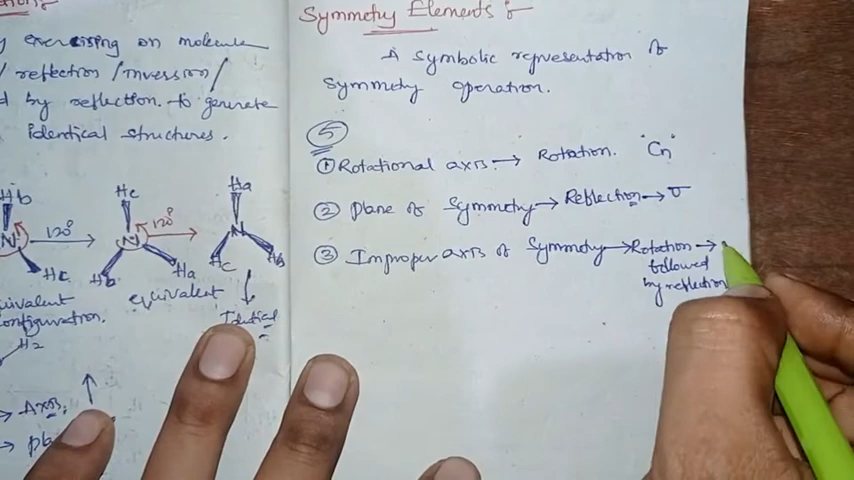 y exercising on molecule
/ reflection / inversion /
d by reflection. to generate
identical structures.
Hb
N
Hc
120°
Hc
N
Hb
Ha
120°
Ha
N
Hc
Hb
equivalent
Identical
configuration.
Hz
→ Axis.
Symmetry Elements :-
A symbolic representation of
Symmetry operation.
5
① Rotational axis. → Rotation. "Cn"
② Plane of Symmetry → Reflection → σ
③ Improper axis of Symmetry → Rotation →
followed
by reflection